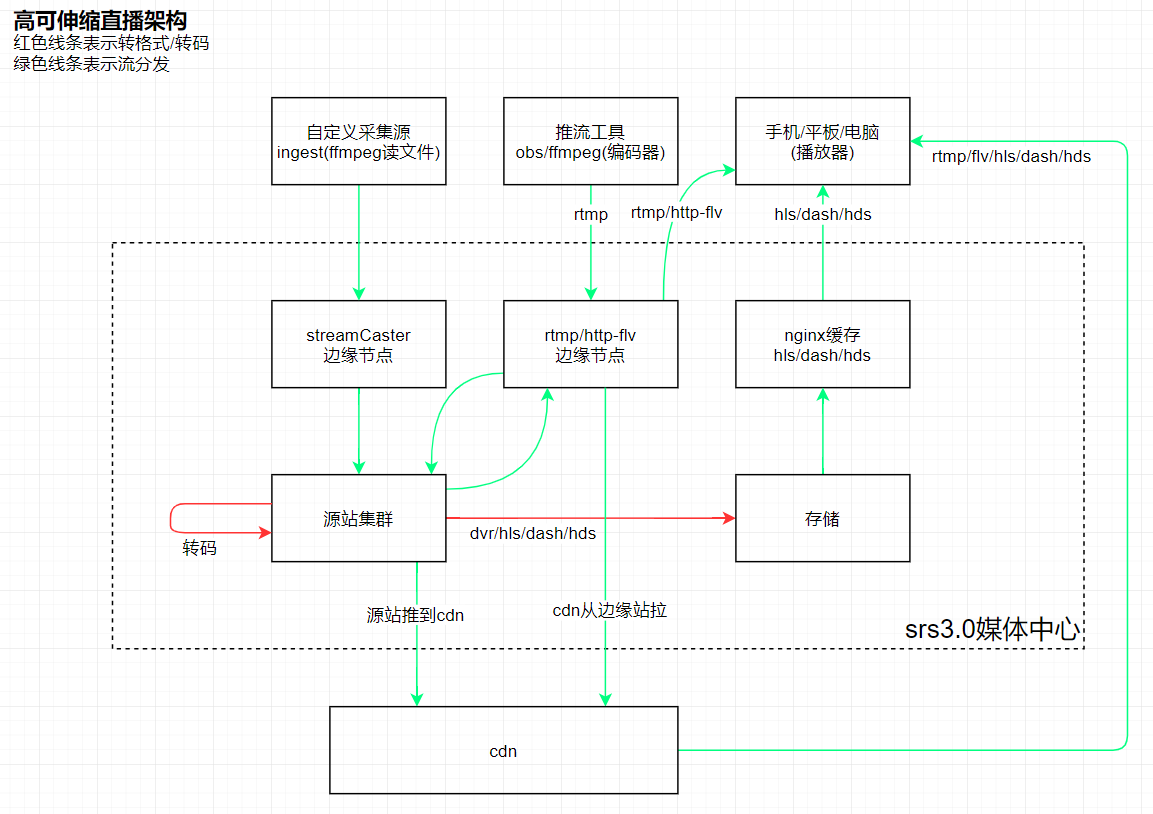 高可伸缩直播架构
红色线条表示转格式/转码
绿色线条表示流分发
自定义采集源
ingest(ffmpeg读文件)
推流工具
obs/ffmpeg(编码器)
手机/平板/电脑
(播放器)
rtmp/flv/hls/dash/hds
rtmp
rtmp/http-flv
hls/dash/hds
streamCaster
边缘节点
rtmp/http-flv
边缘节点
nginx缓存
hls/dash/hds
源站集群
存储
dvr/hls/dash/hds
转码
源站推到cdn
cdn从边缘站拉
srs3.0媒体中心
cdn